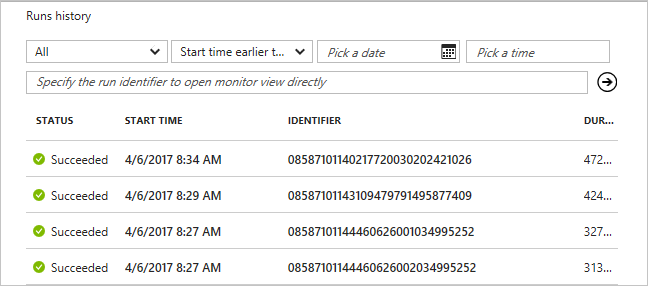 Runs history
All Start time earlier t... Pick a date Pick a time
Specify the run identifier to open monitor view directly
STATUS START TIME IDENTIFIER DUR...
Succeeded 4/6/2017 8:34 AM 08587101140217720030202421026 472...
Succeeded 4/6/2017 8:29 AM 08587101143109479791495877409 424...
Succeeded 4/6/2017 8:27 AM 08587101144460626001034995252 327...
Succeeded 4/6/2017 8:27 AM 08587101144460626002034995252 313...